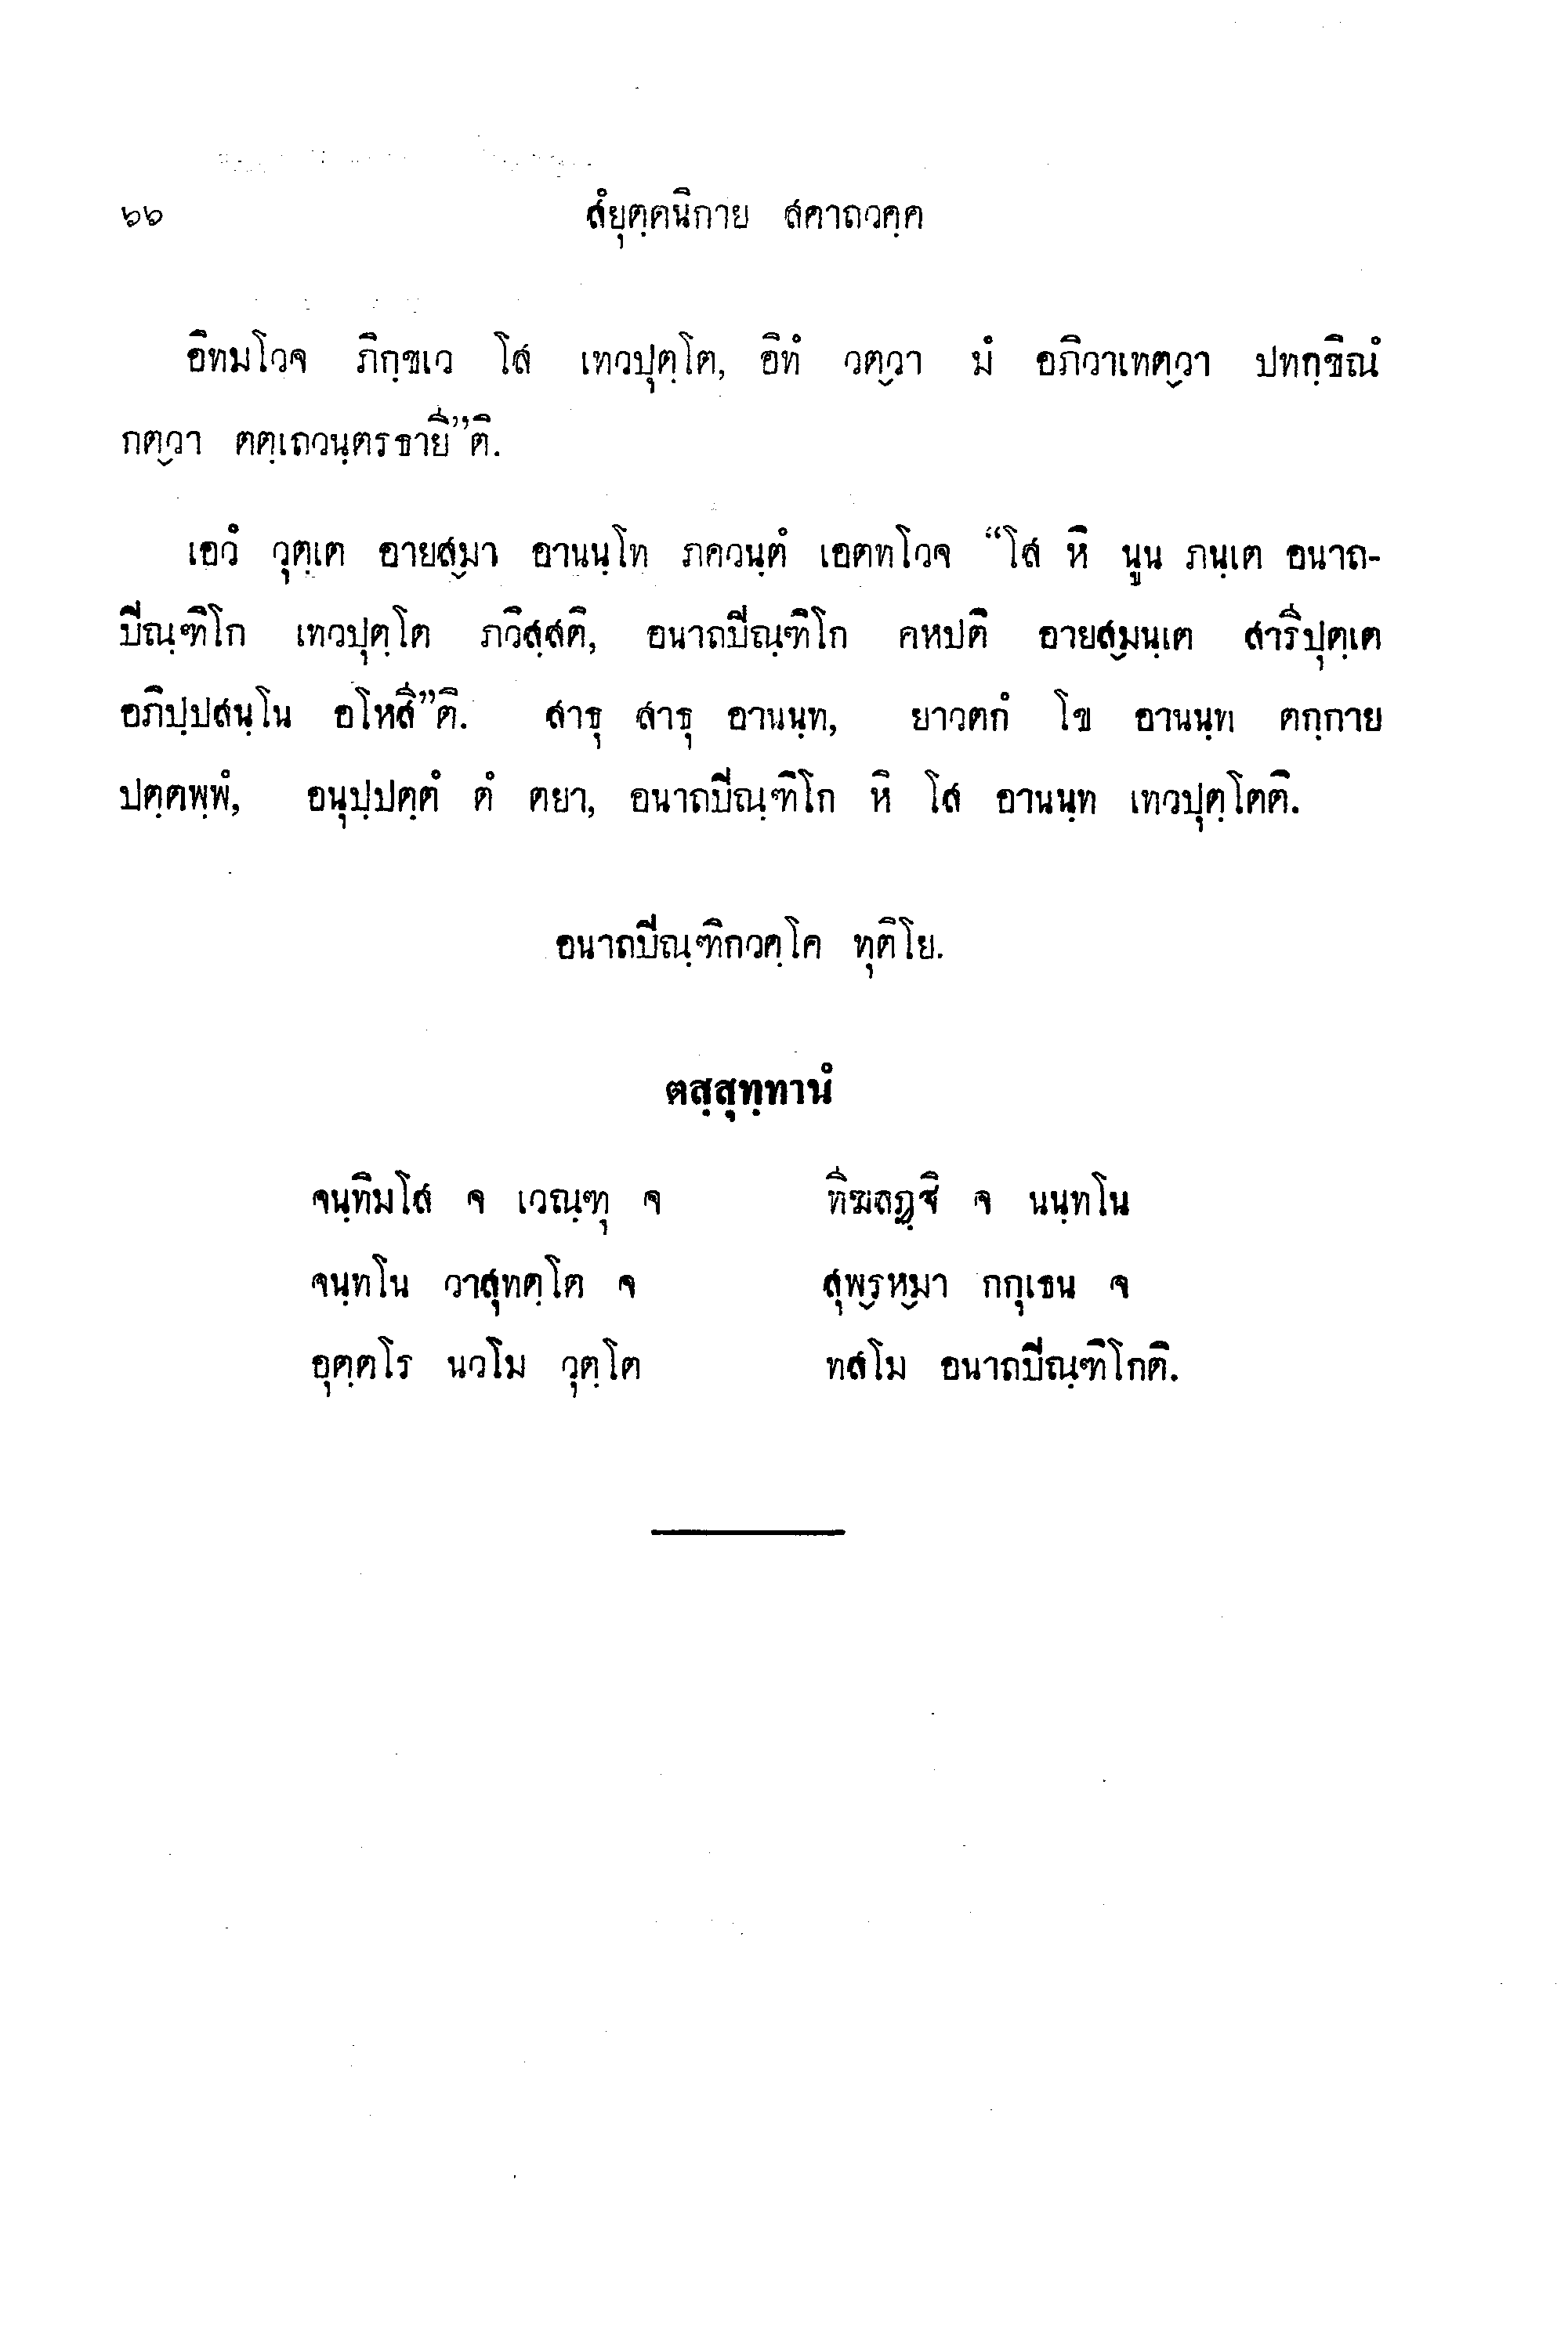 ๖๖ สํยุตฺตนิกาย สคาถวคฺค
อิทมโวจ ภิกฺขเว โส เทวปุตฺโต, อิทํ วตฺวา มํ อภิวาเทตฺวา ปทกฺขิณํ
กตฺวา ตตฺเถวนฺตรธายี”ติ.
เอวํ วุตฺเต อายสฺมา อานนฺโท ภควนฺตํ เอตทโวจ “โส หิ นูน ภนฺเต อนาถ-
ปิณฺฑิโก เทวปุตฺโต ภวิสฺสติ, อนาถปิณฺฑิโก คหปติ อายสฺมนฺเต สาริปุตฺเต
อภิปฺปสนฺโน อโหสี”ติ. สาธุ สาธุ อานนฺท, ยาวตกํ โข อานนฺท ตกฺกาย
ปตฺตพฺพํ, อนุปฺปตฺตํ ตํ ตยา, อนาถปิณฺฑิโก หิ โส อานนฺท เทวปุตฺโตติ.
อนาถปิณฺฑิกวคฺโค ทุติโย.
ตสฺสุทฺทานํ
จนฺทิมโส จ เวณฺฑุ จ ทีฆลฏฺฐิ จ นนฺทโน
จนฺทโน วาสุทตฺโต จ สุพฺรหฺมา กกุเธน จ
อุตฺตโร นวโม วุตฺโต ทสโม อนาถปิณฺฑิโกติ.